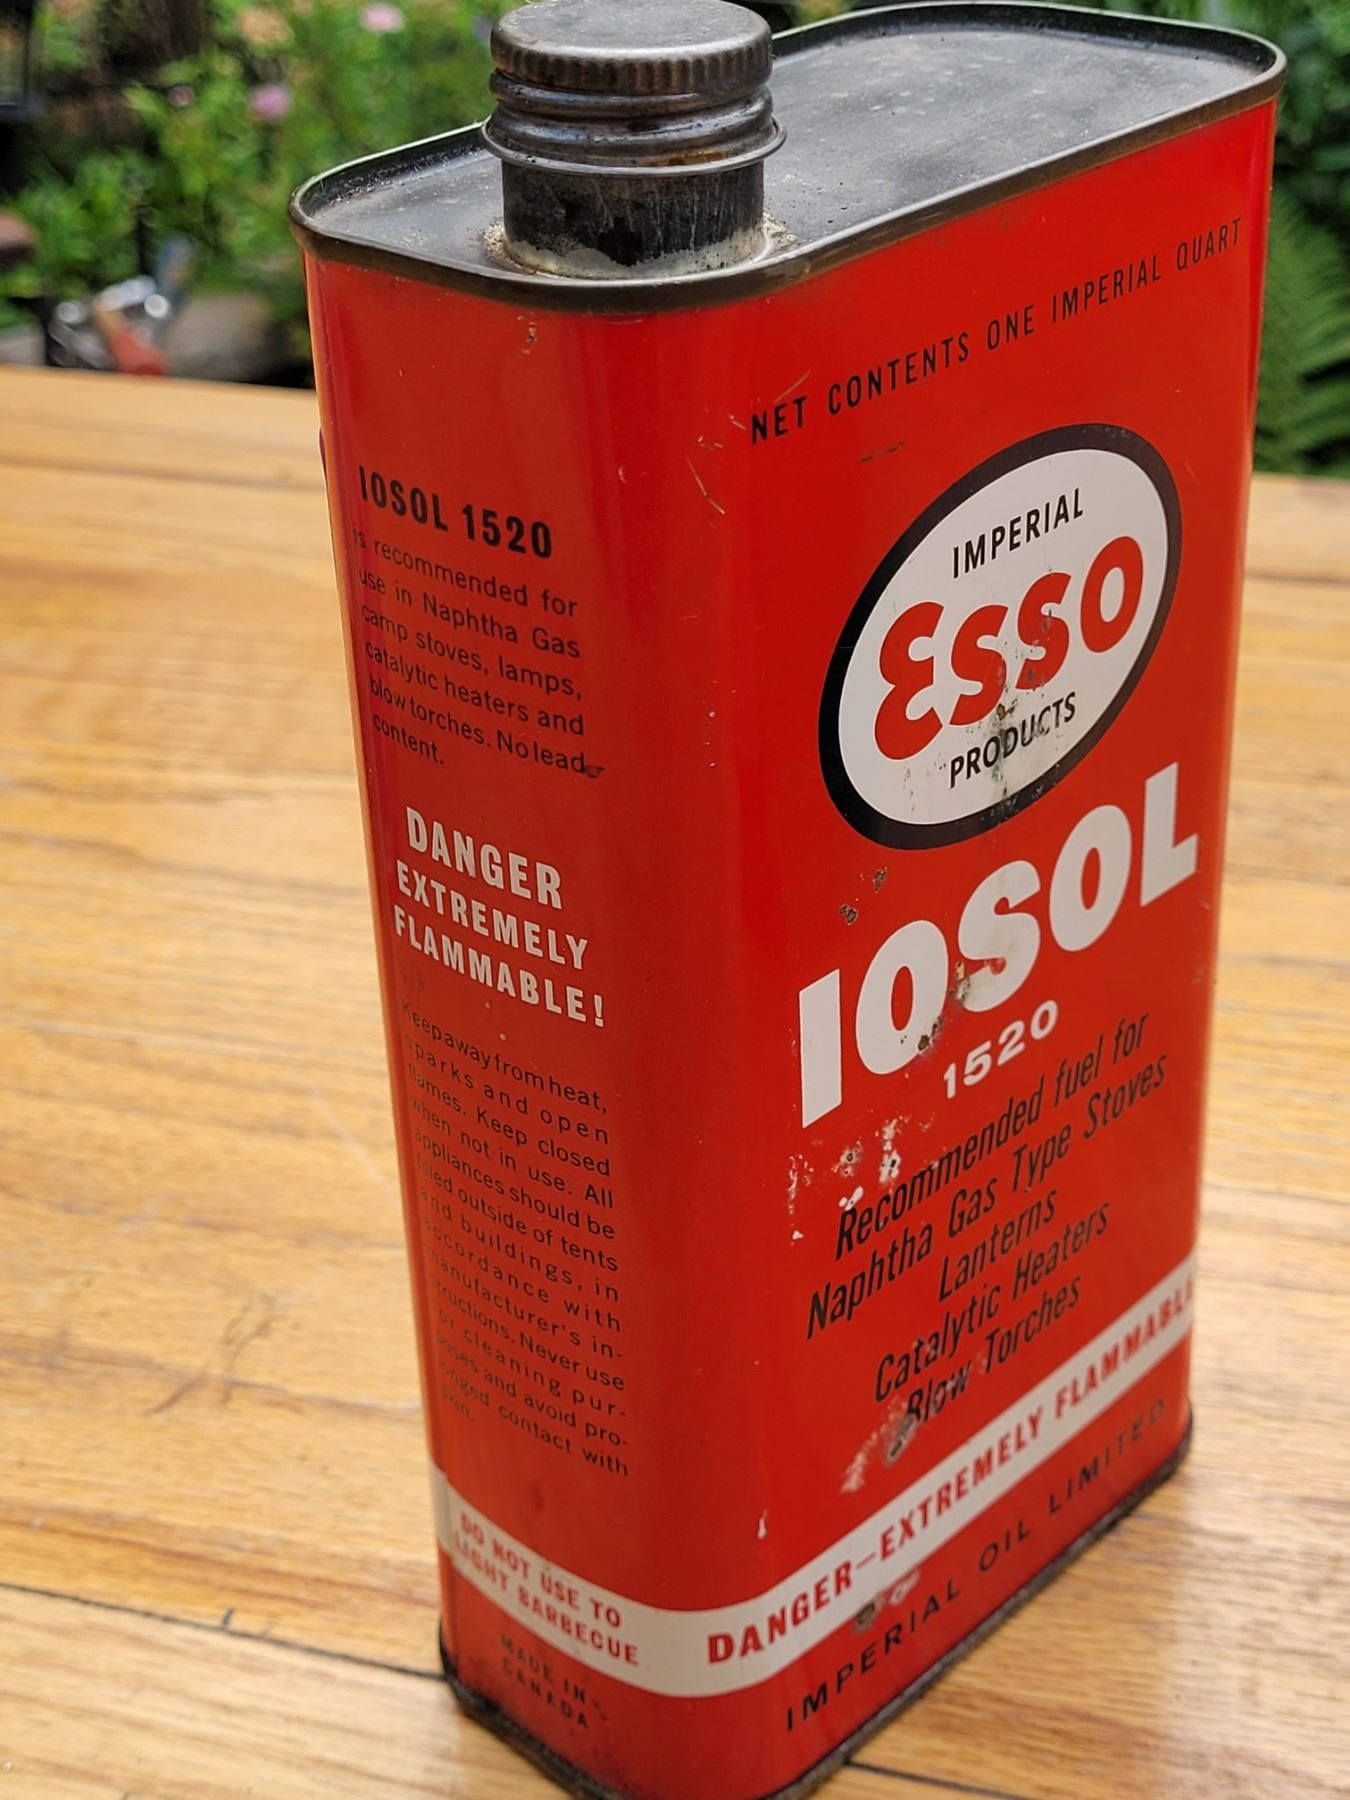 IOSOL 1520
is recommended for
use in Naphtha Gas
camp stoves, lamps,
catalytic heaters and
blow torches. No lead
content.
DANGER
EXTREMELY
FLAMMABLE!
Keep away from heat,
sparks and open
flames. Keep closed
when not in use. All
appliances should be
filled outside of tents
and buildings, in
accordance with
manufacturer's in-
structions. Never use
for cleaning pur-
poses and avoid pro-
longed contact with
skin.
DO NOT USE TO
LIGHT BARBECUE
MADE IN
CANADA
NET CONTENTS ONE IMPERIAL QUART
IMPERIAL
ESSO
PRODUCTS
IOSOL
1520
Recommended fuel for
Naphtha Gas Type Stoves
Lanterns
Catalytic Heaters
Blow Torches
DANGER—EXTREMELY FLAMMABLE
IMPERIAL OIL LIMITED